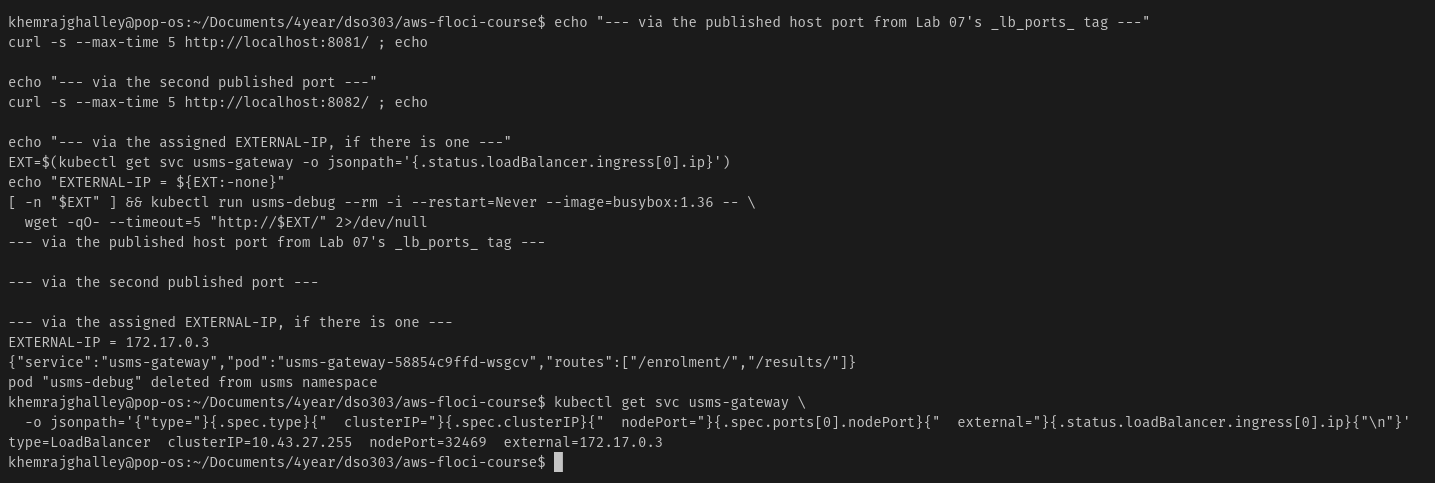 khemrajghalley@pop-os:~/Documents/4year/dso303/aws-floci-course$ echo "--- via the published host port from Lab 07's _lb_ports_ tag ---"
curl -s --max-time 5 http://localhost:8081/ ; echo
echo "--- via the second published port ---"
curl -s --max-time 5 http://localhost:8082/ ; echo
echo "--- via the assigned EXTERNAL-IP, if there is one ---"
EXT=$(kubectl get svc usms-gateway -o jsonpath='{.status.loadBalancer.ingress[0].ip}')
echo "EXTERNAL-IP = ${EXT:-none}"
[ -n "$EXT" ] && kubectl run usms-debug --rm -i --restart=Never --image=busybox:1.36 -- \
  wget -qO- --timeout=5 "http://$EXT/" 2>/dev/null
--- via the published host port from Lab 07's _lb_ports_ tag ---
--- via the second published port ---
--- via the assigned EXTERNAL-IP, if there is one ---
EXTERNAL-IP = 172.17.0.3
{"service":"usms-gateway","pod":"usms-gateway-58854c9ffd-wsgcv","routes":["/enrolment/","/results/"]}
pod "usms-debug" deleted from usms namespace
khemrajghalley@pop-os:~/Documents/4year/dso303/aws-floci-course$ kubectl get svc usms-gateway \
  -o jsonpath='{"type="}{.spec.type}{"  clusterIP="}{.spec.clusterIP}{"  nodePort="}{.spec.ports[0].nodePort}{"  external="}{.status.loadBalancer.ingress[0].ip}{"\n"}'
type=LoadBalancer  clusterIP=10.43.27.255  nodePort=32469  external=172.17.0.3
khemrajghalley@pop-os:~/Documents/4year/dso303/aws-floci-course$